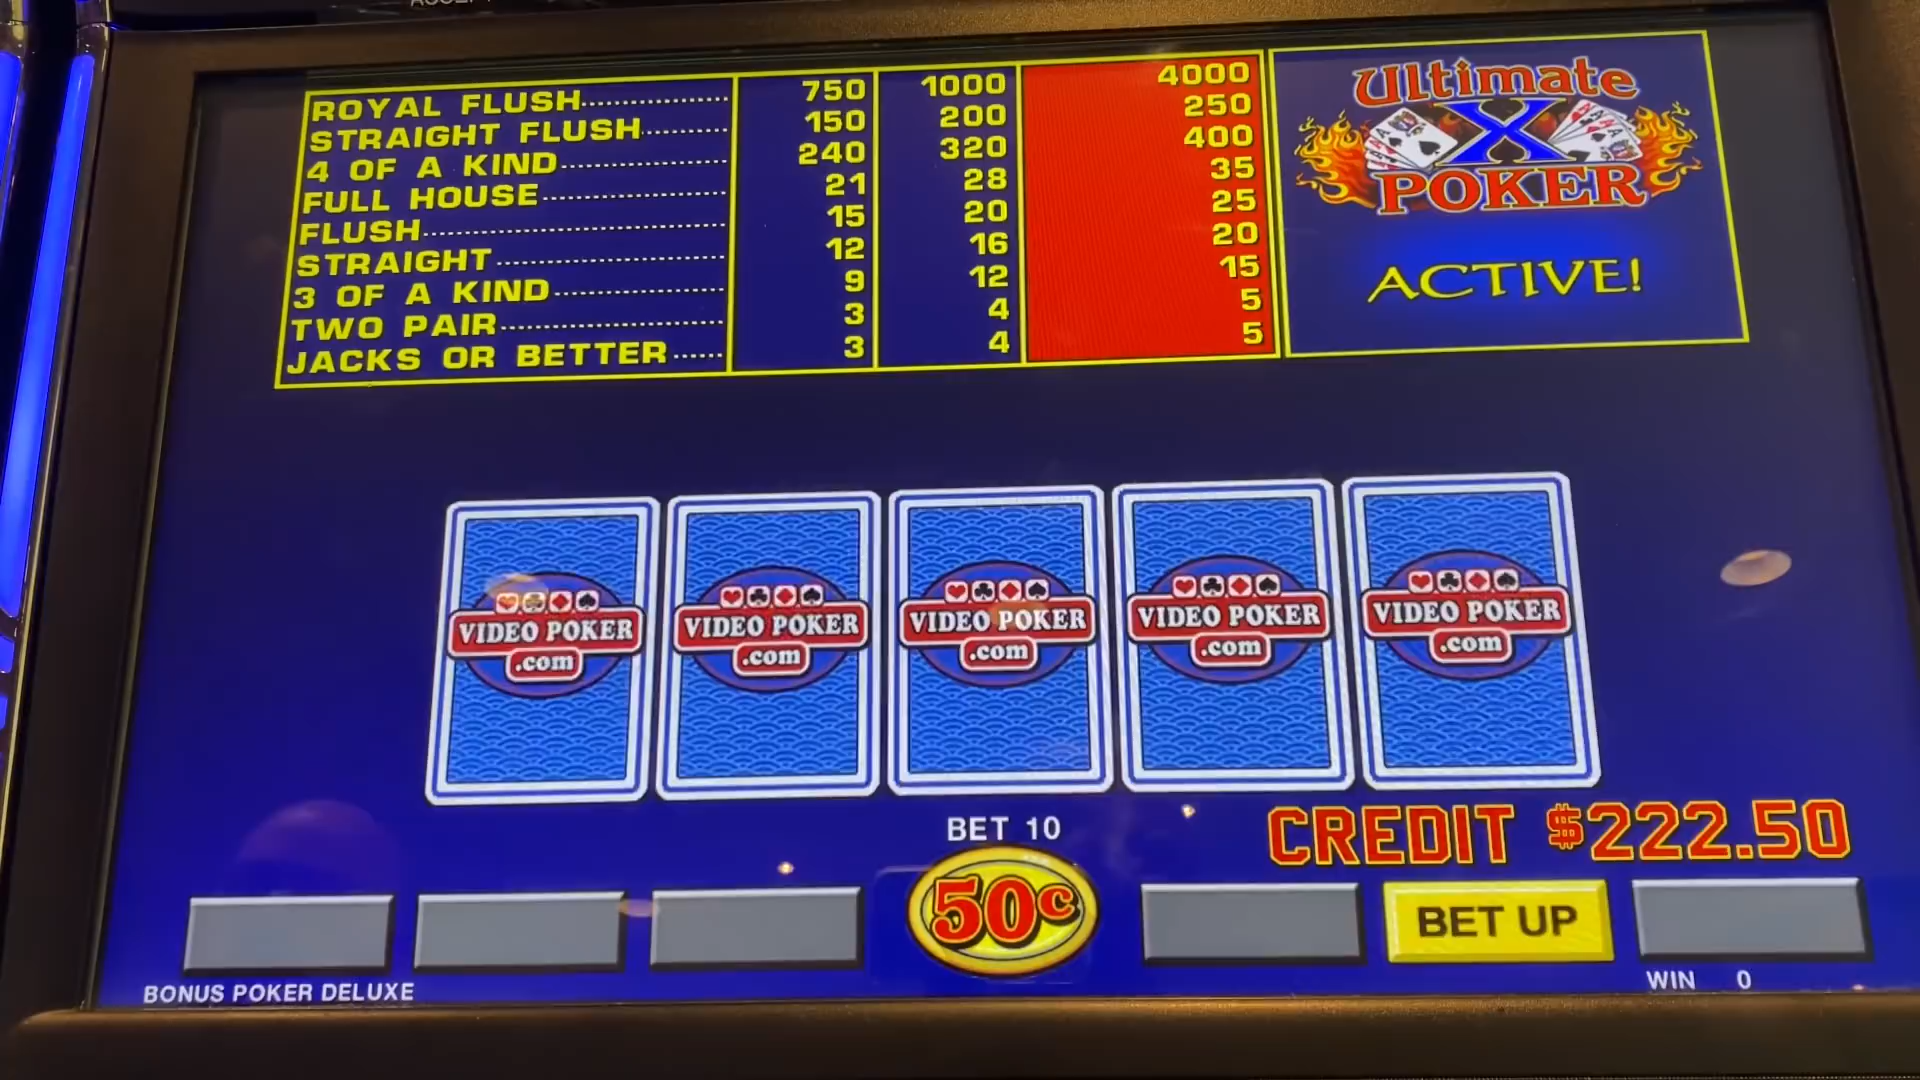 ROYAL FLUSH 750 1000 4000
STRAIGHT FLUSH 150 200 250
4 OF A KIND 240 320 400
FULL HOUSE 21 28 35
FLUSH 15 20 25
STRAIGHT 12 16 20
3 OF A KIND 9 12 15
TWO PAIR 3 4 5
JACKS OR BETTER 3 4 5
Ultimate
X
POKER
ACTIVE!
VIDEO POKER
.com
VIDEO POKER
.com
VIDEO POKER
.com
VIDEO POKER
.com
VIDEO POKER
.com
BET 10
CREDIT $222.50
50¢
BET UP
BONUS POKER DELUXE
WIN 0